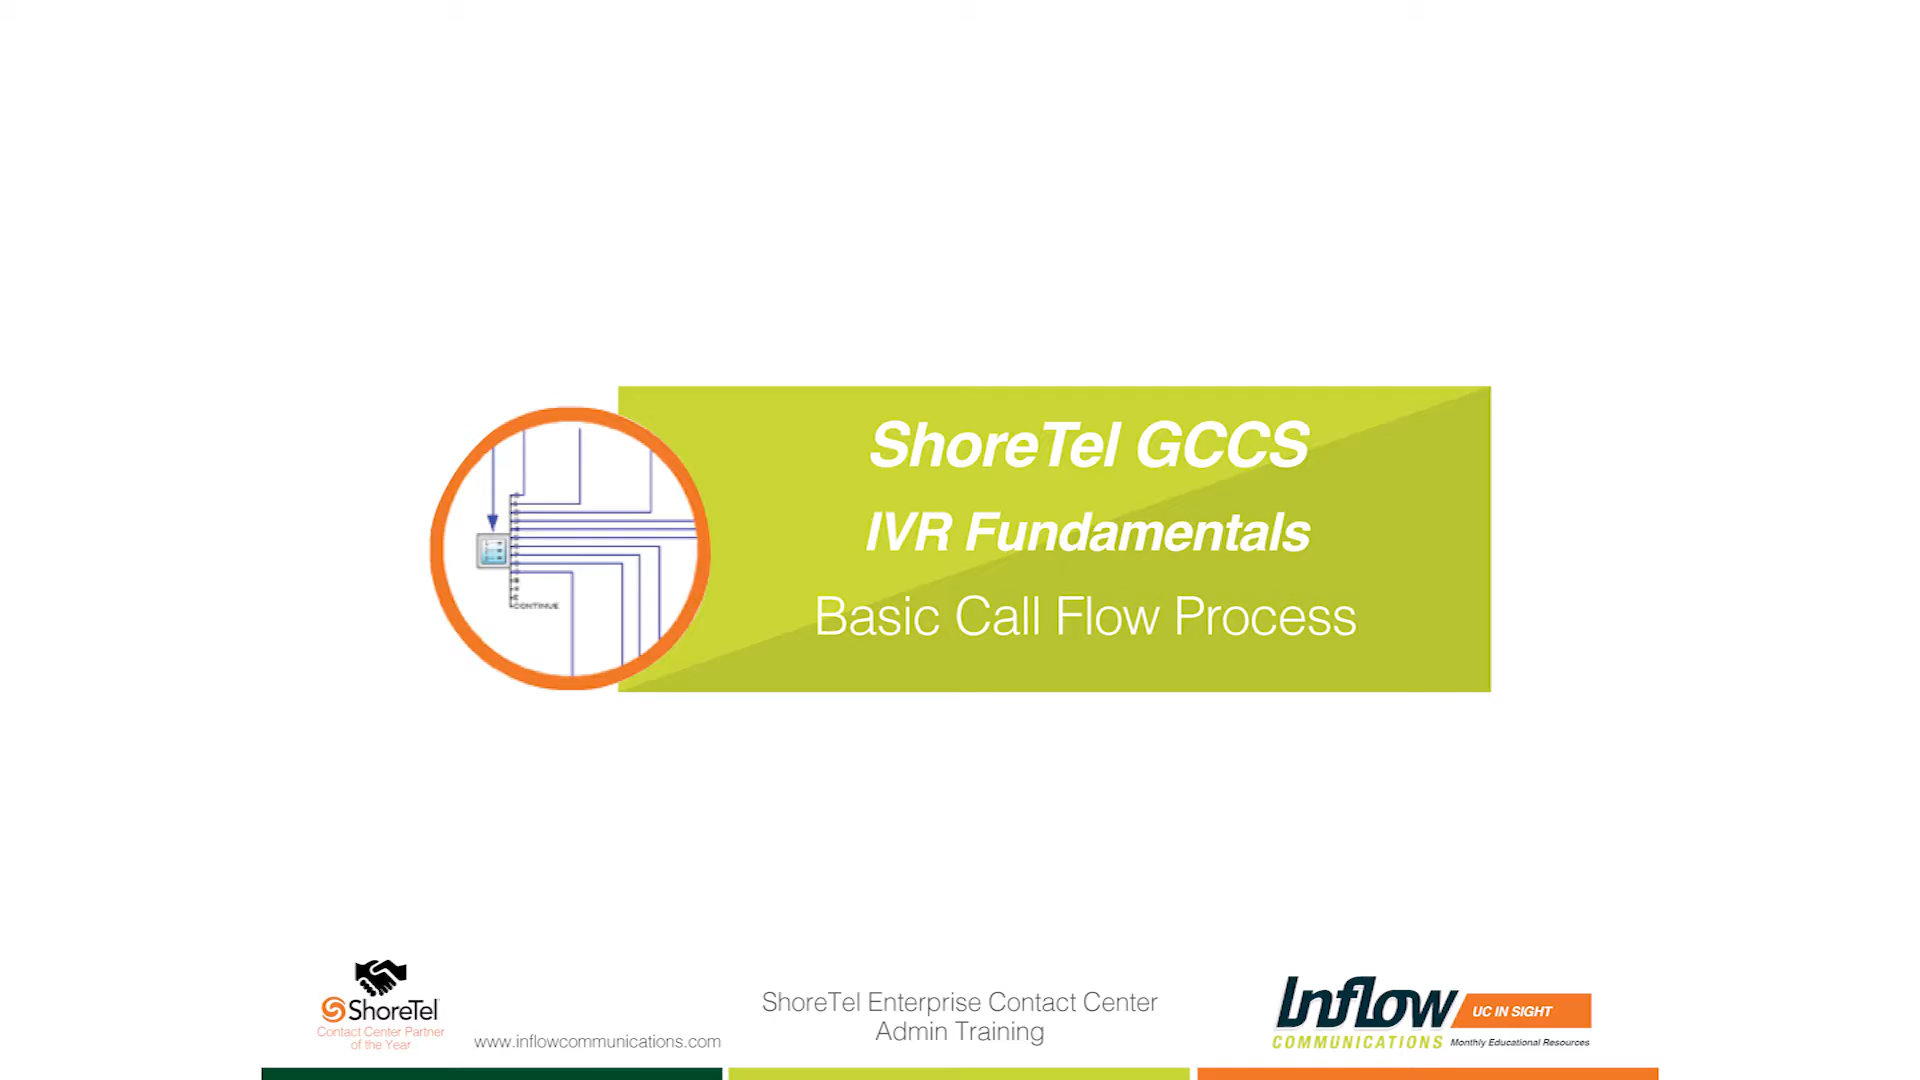 ShoreTel GCCS
IVR Fundamentals
Basic Call Flow Process
CONTINUE
ShoreTel
Contact Center Partner
of the Year
www.inflowcommunications.com
ShoreTel Enterprise Contact Center
Admin Training
Inflow
COMMUNICATIONS
UC IN SIGHT
Monthly Educational Resources